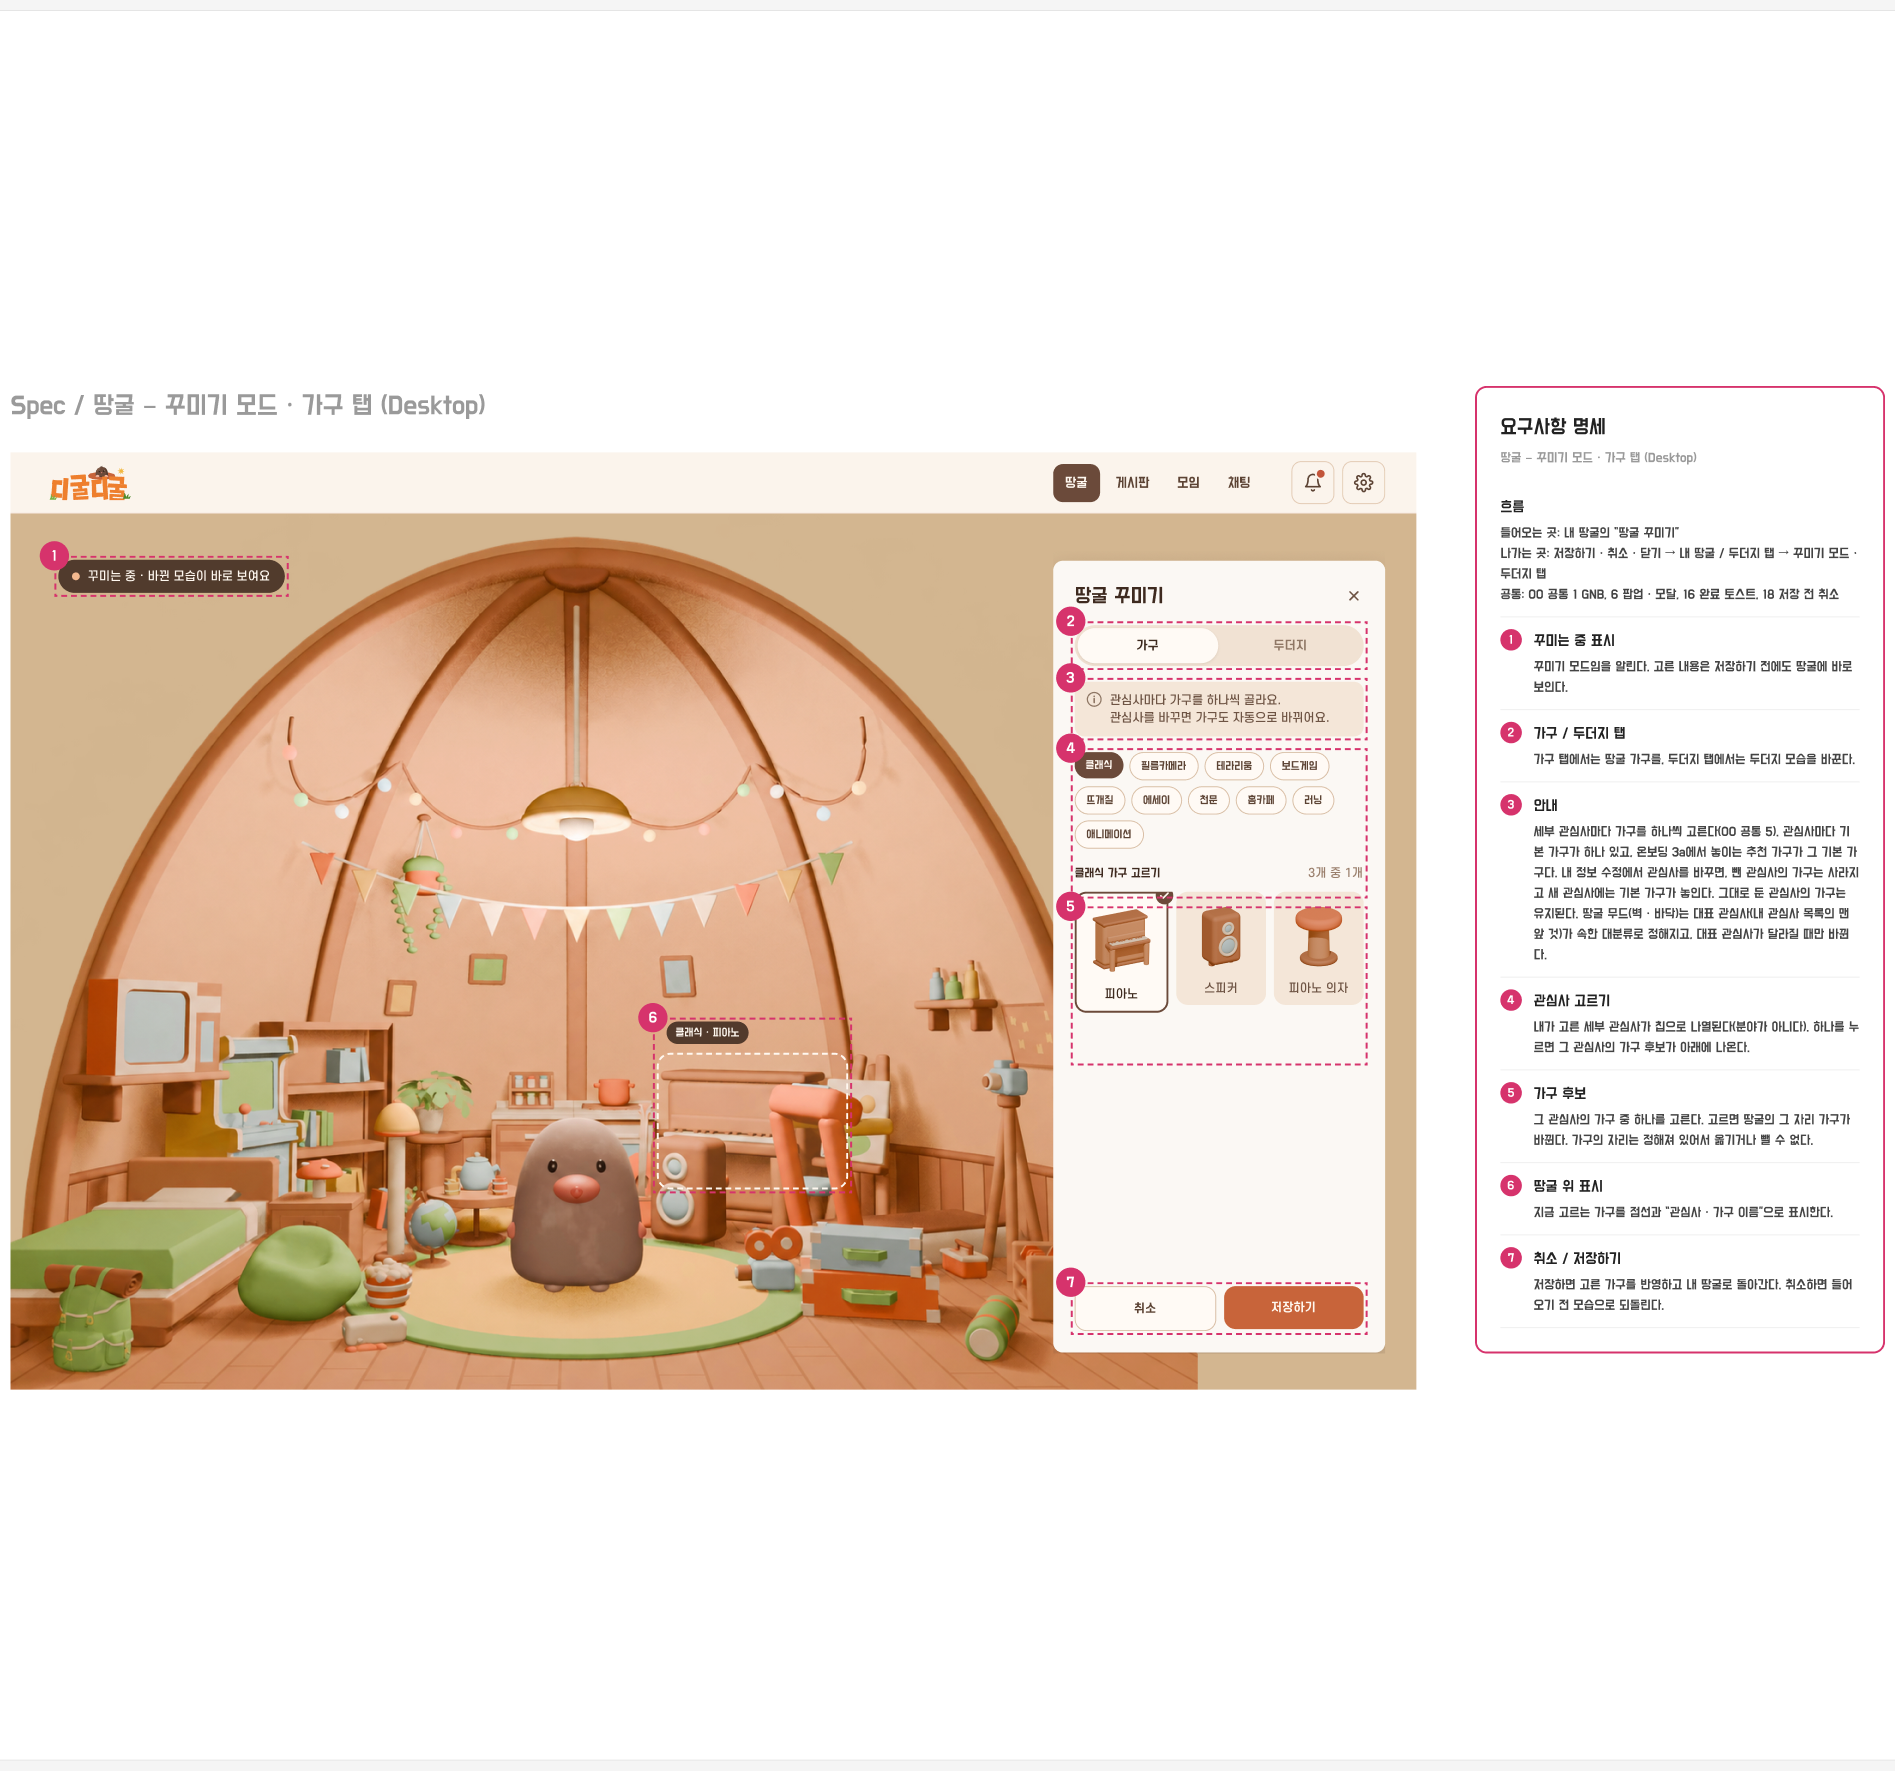 Spec / 땅굴 – 꾸미기 모드 · 가구 탭 (Desktop)
디굴디굴
땅굴
게시판
모임
채팅
1
꾸미는 중 · 바뀐 모습이 바로 보여요
땅굴 꾸미기
2
가구
두더지
3
관심사마다 가구를 하나씩 골라요.
관심사를 바꾸면 가구도 자동으로 바뀌어요.
4
클래식
필름카메라
테라리움
보드게임
뜨개질
에세이
천문
홈카페
러닝
애니메이션
클래식 가구 고르기
3개 중 1개
5
피아노
스피커
피아노 의자
6
클래식 · 피아노
7
취소
저장하기
요구사항 명세
땅굴 – 꾸미기 모드 · 가구 탭 (Desktop)
흐름
들어오는 곳: 내 땅굴의 "땅굴 꾸미기"
나가는 곳: 저장하기 · 취소 · 닫기 → 내 땅굴 / 두더지 탭 → 꾸미기 모드 ·
두더지 탭
공통: 00 공통 1 GNB, 6 팝업 · 모달, 16 완료 토스트, 18 저장 전 취소
1 꾸미는 중 표시
꾸미기 모드임을 알린다. 고른 내용은 저장하기 전에도 땅굴에 바로
보인다.
2 가구 / 두더지 탭
가구 탭에서는 땅굴 가구를, 두더지 탭에서는 두더지 모습을 바꾼다.
3 안내
세부 관심사마다 가구를 하나씩 고른다(00 공통 5). 관심사마다 기
본 가구가 하나 있고, 온보딩 3a에서 놓이는 추천 가구가 그 기본 가
구다. 내 정보 수정에서 관심사를 바꾸면, 뺀 관심사의 가구는 사라지
고 새 관심사에는 기본 가구가 놓인다. 그대로 둔 관심사의 가구는
유지된다. 땅굴 무드(벽 · 바닥)는 대표 관심사(내 관심사 목록의 맨
앞 것)가 속한 대분류로 정해지고, 대표 관심사가 달라질 때만 바뀐
다.
4 관심사 고르기
내가 고른 세부 관심사가 칩으로 나열된다(분야가 아니다). 하나를 누
르면 그 관심사의 가구 후보가 아래에 나온다.
5 가구 후보
그 관심사의 가구 중 하나를 고른다. 고르면 땅굴의 그 자리 가구가
바뀐다. 가구의 자리는 정해져 있어서 옮기거나 뺄 수 없다.
6 땅굴 위 표시
지금 고르는 가구를 점선과 "관심사 · 가구 이름"으로 표시한다.
7 취소 / 저장하기
저장하면 고른 가구를 반영하고 내 땅굴로 돌아간다. 취소하면 들어
오기 전 모습으로 되돌린다.